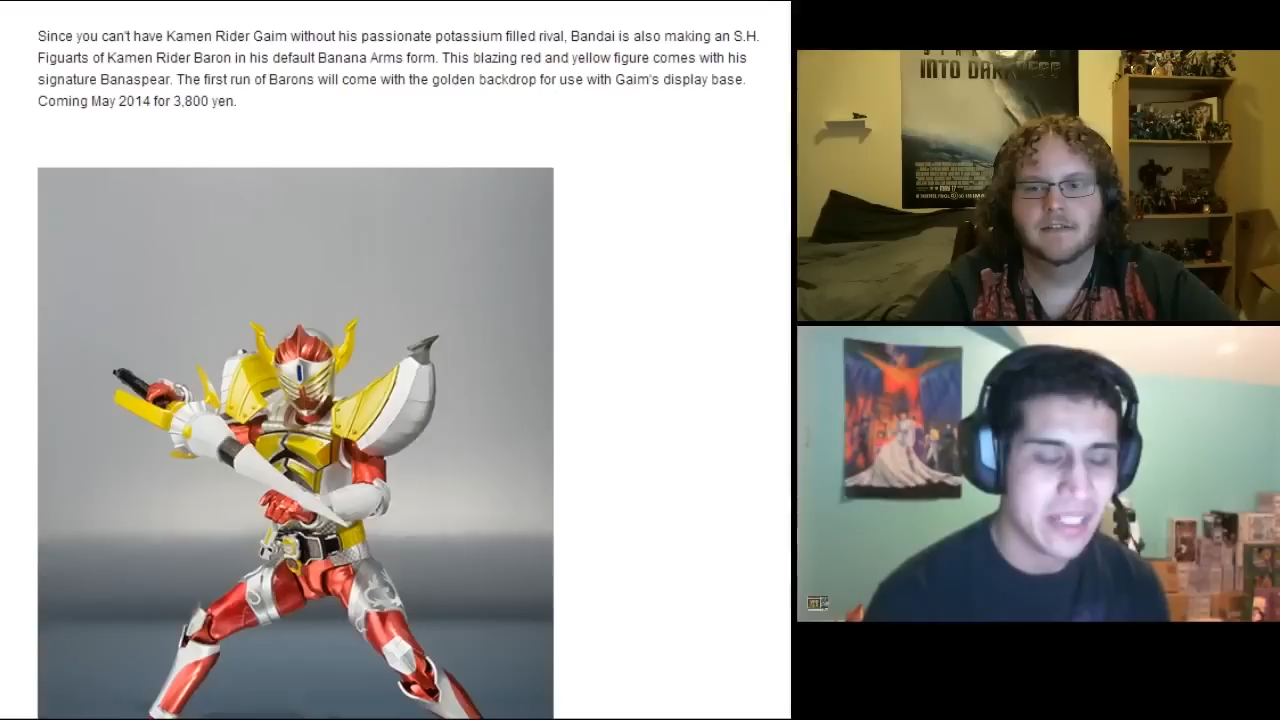 Since you can't have Kamen Rider Gaim without his passionate potassium filled rival, Bandai is also making an S.H.
Figuarts of Kamen Rider Baron in his default Banana Arms form. This blazing red and yellow figure comes with his
signature Banaspear. The first run of Barons will come with the golden backdrop for use with Gaim's display base.
Coming May 2014 for 3,800 yen.
INTO DARKNESS